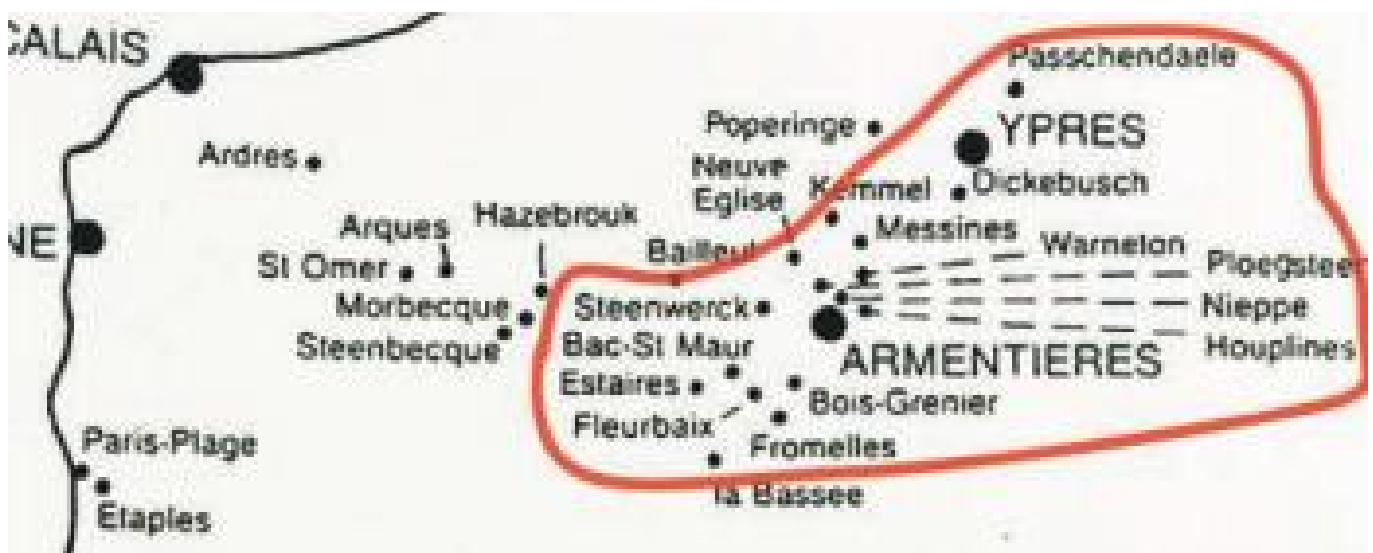 CALAIS
Passchendaele
Poperinge
YPRES
Ardres
Neuve
Eglise
Kemmel
Dickebusch
Hazebrouk
Arques
Messines
Warneton
Bailleul
St Omer
Ploegstee
Morbecque
Steenwerck
Nieppe
Steenbecque
Bac-St Maur
ARMENTIERES
Houplines
Estaires
Bois-Grenier
Fleurbaix
Fromelles
Paris-Plage
la Bassee
Etaples
NE